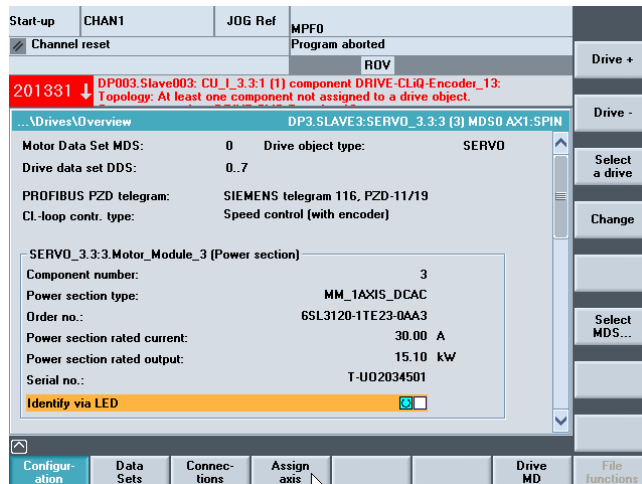 Start-up CHAN1 JOG Ref MPF0
Channel reset Program aborted
ROV
201331 DP003.Slave003: CU_I_3.3:1 (1) component DRIVE-CLiQ-Encoder_13:
Topology: At least one component not assigned to a drive object.
...\Drives\Overview DP3.SLAVE3:SERVO_3.3:3 (3) MDS0 AX1:SPIN
Motor Data Set MDS: 0 Drive object type: SERVO
Drive data set DDS: 0..7
PROFIBUS PZD telegram: SIEMENS telegram 116, PZD-11/19
Cl.-loop contr. type: Speed control (with encoder)
SERVO_3.3:3.Motor_Module_3 (Power section)
Component number: 3
Power section type: MM_1AXIS_DCAC
Order no.: 6SL3120-1TE23-0AA3
Power section rated current: 30.00 A
Power section rated output: 15.10 kW
Serial no.: T-U02034501
Identify via LED
Drive +
Drive -
Select
a drive
Change
Select
MDS...
Configur-
ation
Data
Sets
Connec-
tions
Assign
axis
Drive
MD
File
functions